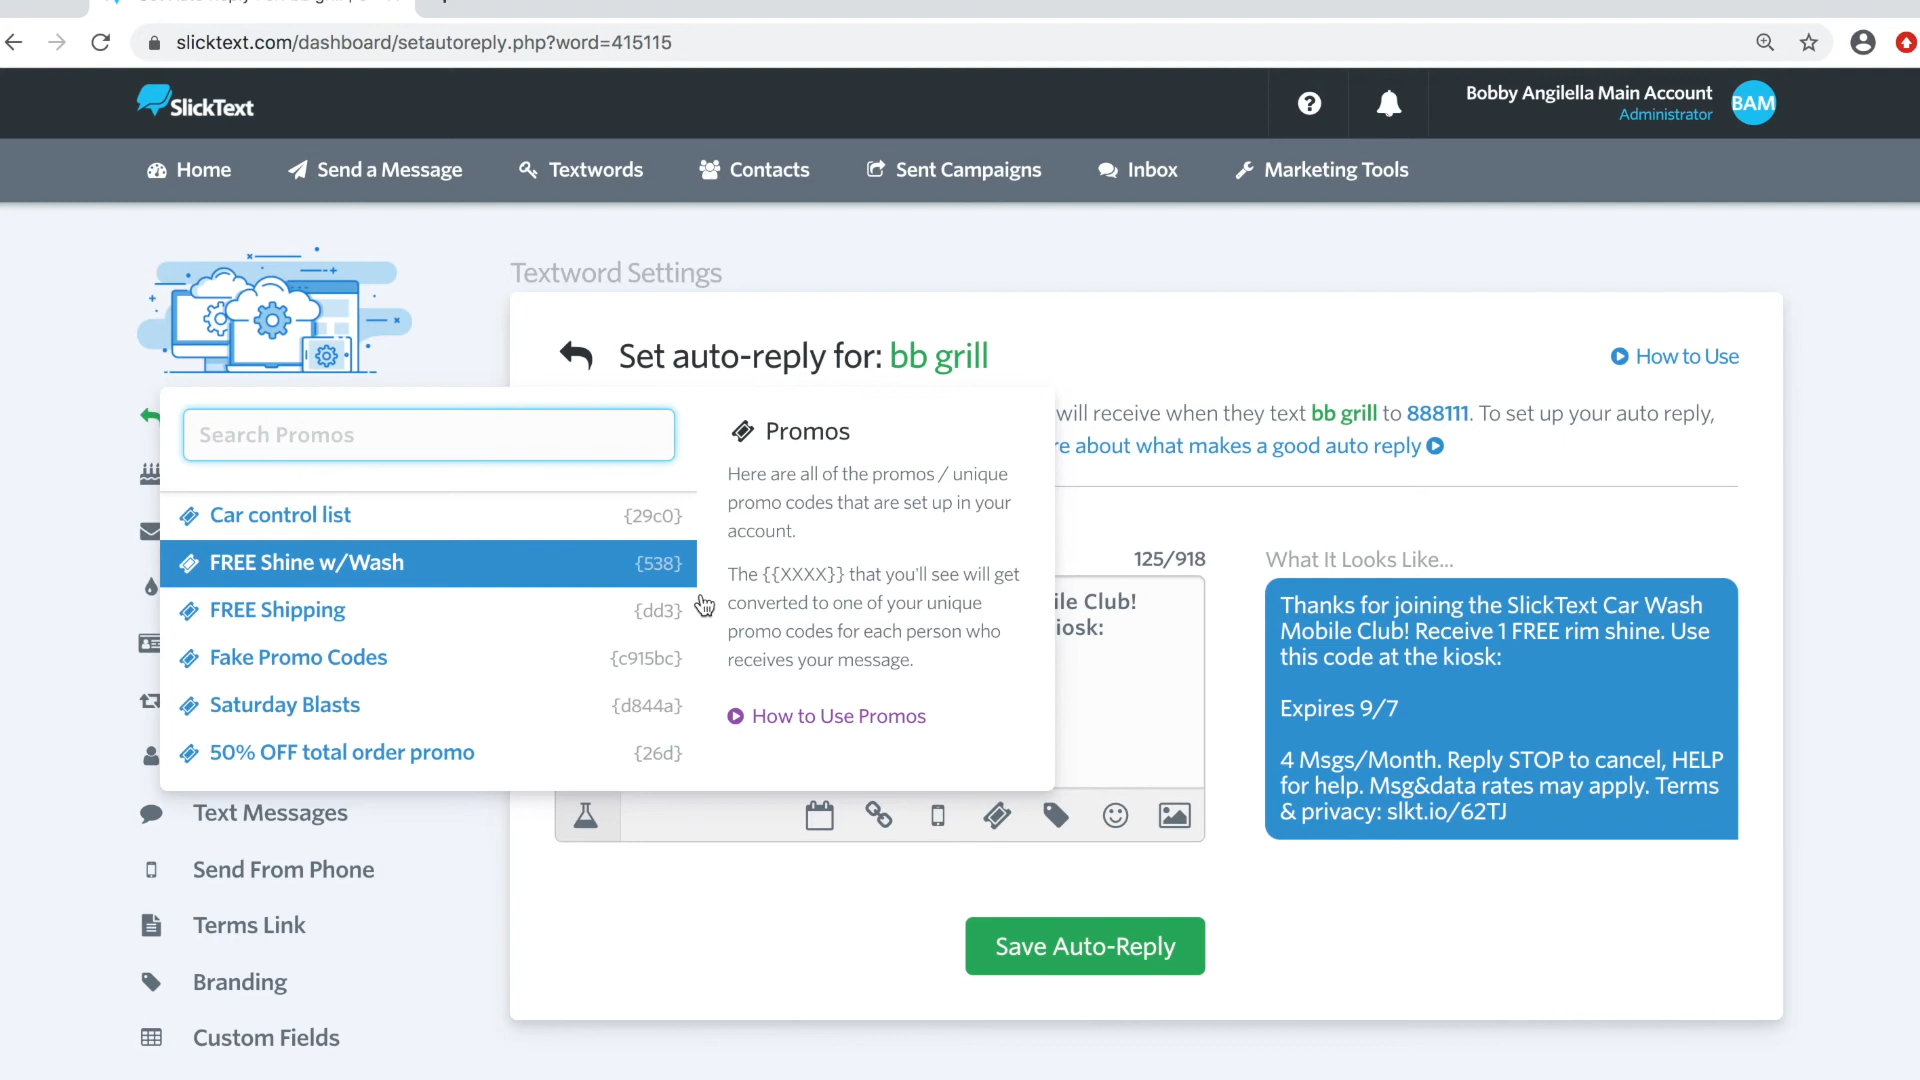 slicktext.com/dashboard/setautoreply.php?word=415115
SlickText
Bobby Angilella Main Account
Administrator
BAM
Home
Send a Message
Textwords
Contacts
Sent Campaigns
Inbox
Marketing Tools
Textword Settings
Set auto-reply for: bb grill
How to Use
will receive when they text bb grill to 888111. To set up your auto reply,
about what makes a good auto reply
Search Promos
Car control list {29c0}
FREE Shine w/Wash {538}
FREE Shipping {dd3}
Fake Promo Codes {c915bc}
Saturday Blasts {d844a}
50% OFF total order promo {26d}
Promos
Here are all of the promos / unique
promo codes that are set up in your
account.
The {{XXXX}} that you'll see will get
converted to one of your unique
promo codes for each person who
receives your message.
How to Use Promos
125/918
ile Club!
iosk:
What It Looks Like...
Thanks for joining the SlickText Car Wash
Mobile Club! Receive 1 FREE rim shine. Use
this code at the kiosk:
Expires 9/7
4 Msgs/Month. Reply STOP to cancel, HELP
for help. Msg&data rates may apply. Terms
& privacy: slkt.io/62TJ
Text Messages
Send From Phone
Terms Link
Branding
Custom Fields
Save Auto-Reply